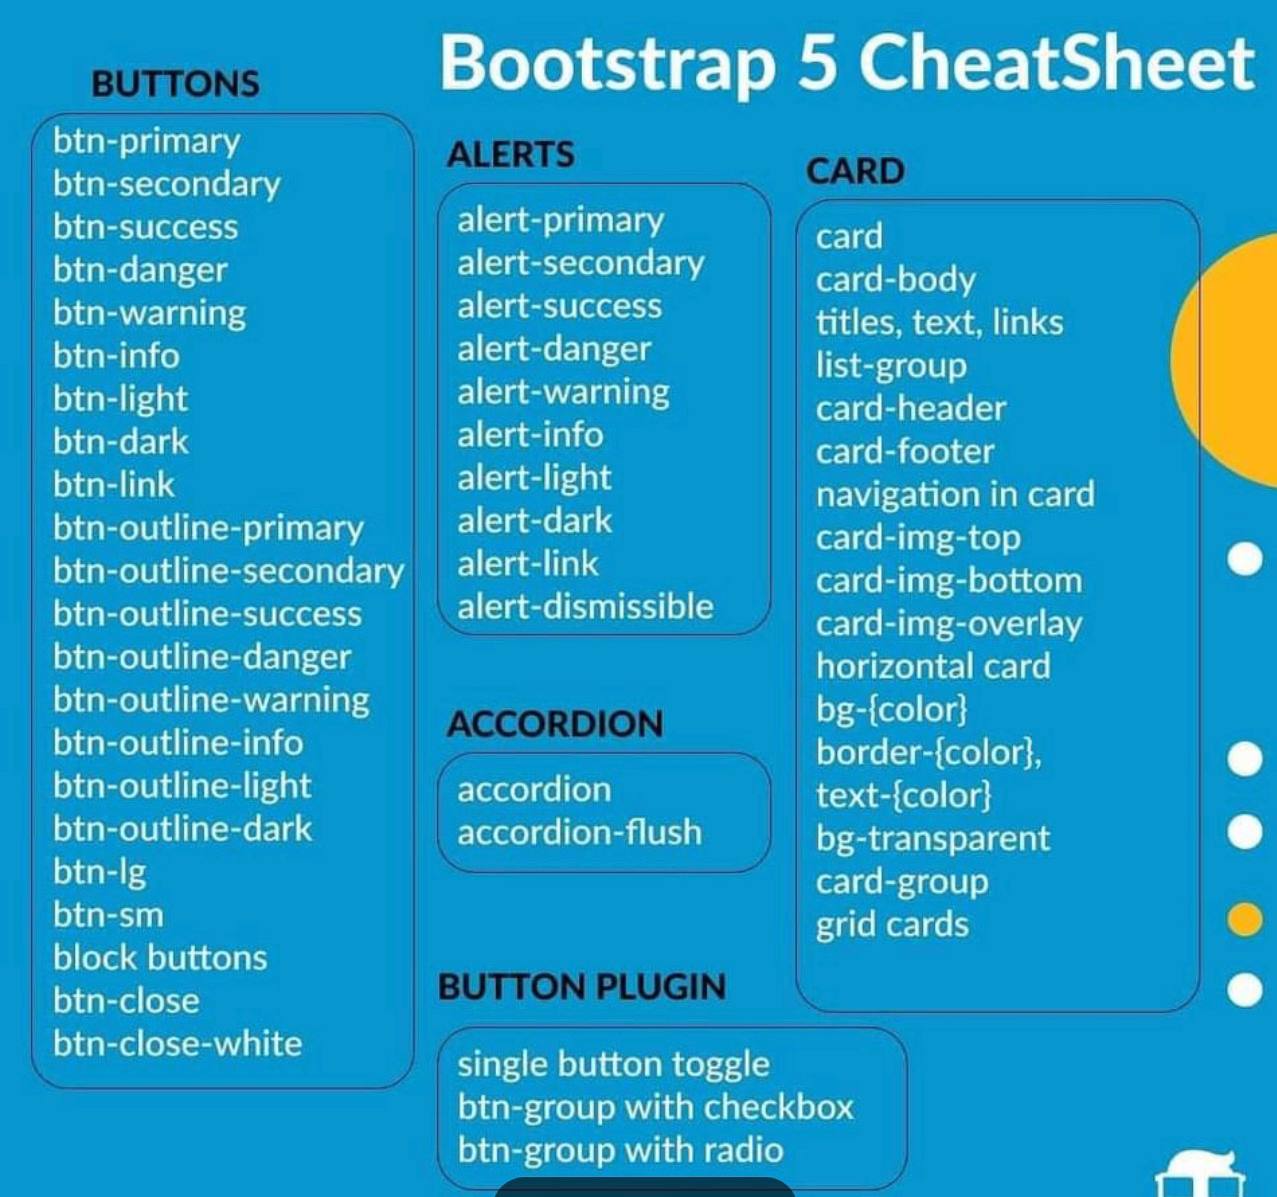 Bootstrap 5 CheatSheet
BUTTONS
btn-primary
btn-secondary
btn-success
btn-danger
btn-warning
btn-info
btn-light
btn-dark
btn-link
btn-outline-primary
btn-outline-secondary
btn-outline-success
btn-outline-danger
btn-outline-warning
btn-outline-info
btn-outline-light
btn-outline-dark
btn-lg
btn-sm
block buttons
btn-close
btn-close-white
ALERTS
alert-primary
alert-secondary
alert-success
alert-danger
alert-warning
alert-info
alert-light
alert-dark
alert-link
alert-dismissible
ACCORDION
accordion
accordion-flush
BUTTON PLUGIN
single button toggle
btn-group with checkbox
btn-group with radio
CARD
card
card-body
titles, text, links
list-group
card-header
card-footer
navigation in card
card-img-top
card-img-bottom
card-img-overlay
horizontal card
bg-{color}
border-{color},
text-{color}
bg-transparent
card-group
grid cards